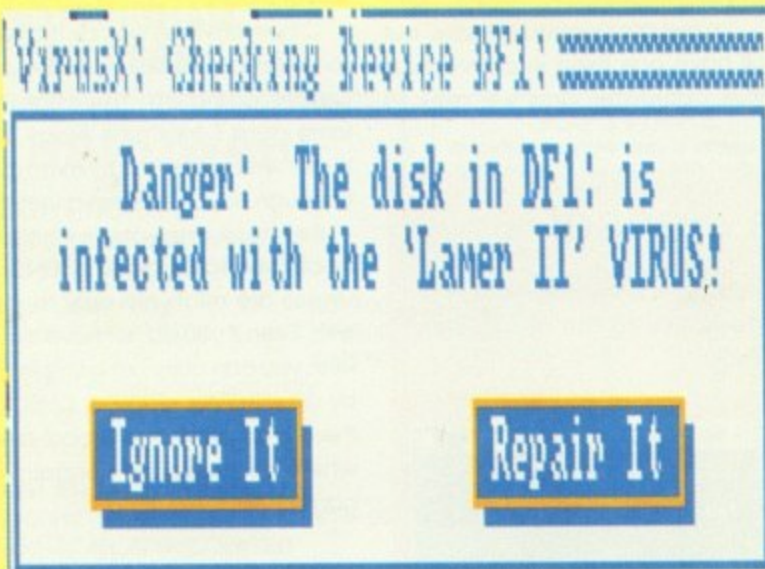 VirusX: Checking Device DF1:
Danger: The disk in DF1: is
infected with the 'Lamer II' VIRUS!
Ignore It
Repair It